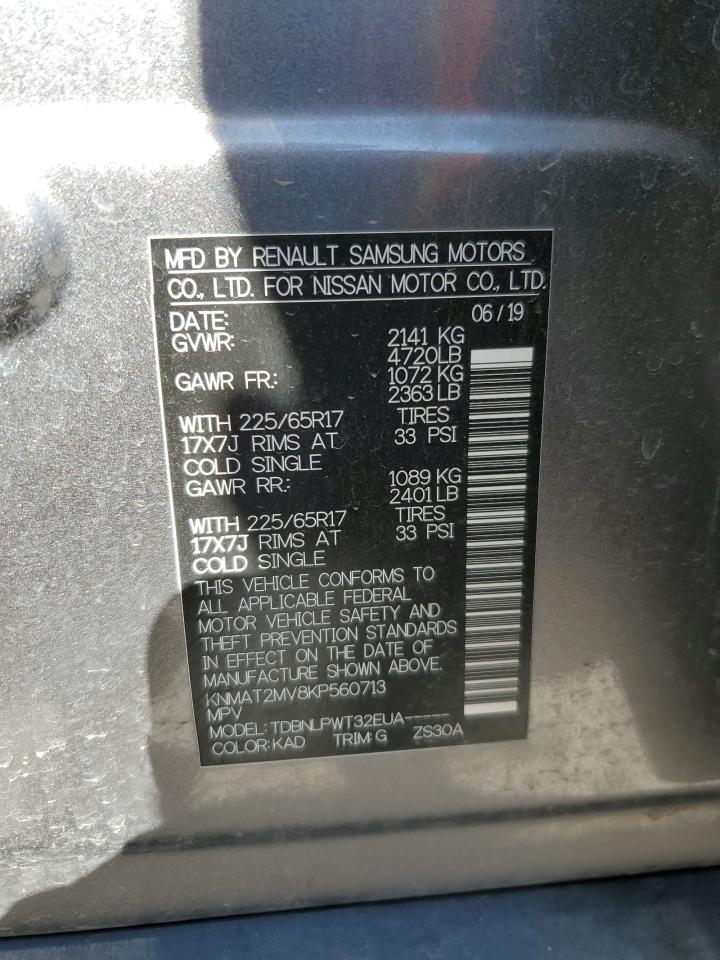 MFD BY RENAULT SAMSUNG MOTORS
CO., LTD. FOR NISSAN MOTOR CO., LTD.
DATE: 06/19
GVWR: 2141 KG
4720LB
GAWR FR.: 1072 KG
2363LB
WITH 225/65R17 TIRES
17X7J RIMS AT 33 PSI
COLD SINGLE
GAWR RR.: 1089 KG
2401LB
WITH 225/65R17 TIRES
17X7J RIMS AT 33 PSI
COLD SINGLE
THIS VEHICLE CONFORMS TO
ALL APPLICABLE FEDERAL
MOTOR VEHICLE SAFETY AND
THEFT PREVENTION STANDARDS
IN EFFECT ON THE DATE OF
MANUFACTURE SHOWN ABOVE.
KNMAT2MV8KP560713
MPV
MODEL: TDBNLPWT32EUA-----
COLOR: KAD TRIM: G ZS30A